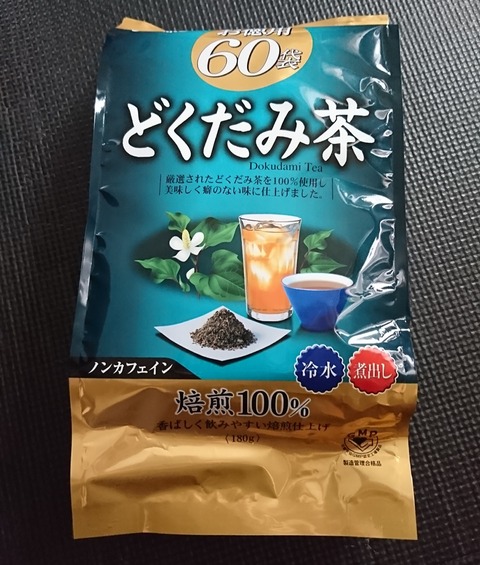 お徳用
60袋
どくだみ茶
Dokudami Tea
厳選されたどくだみ茶を100%使用し
美味しく癖のない味に仕上げました。
ノンカフェイン
冷水
煮出し
焙煎100%
香ばしく飲みやすい焙煎仕上げ
(180g)
GMP
製造管理合格品